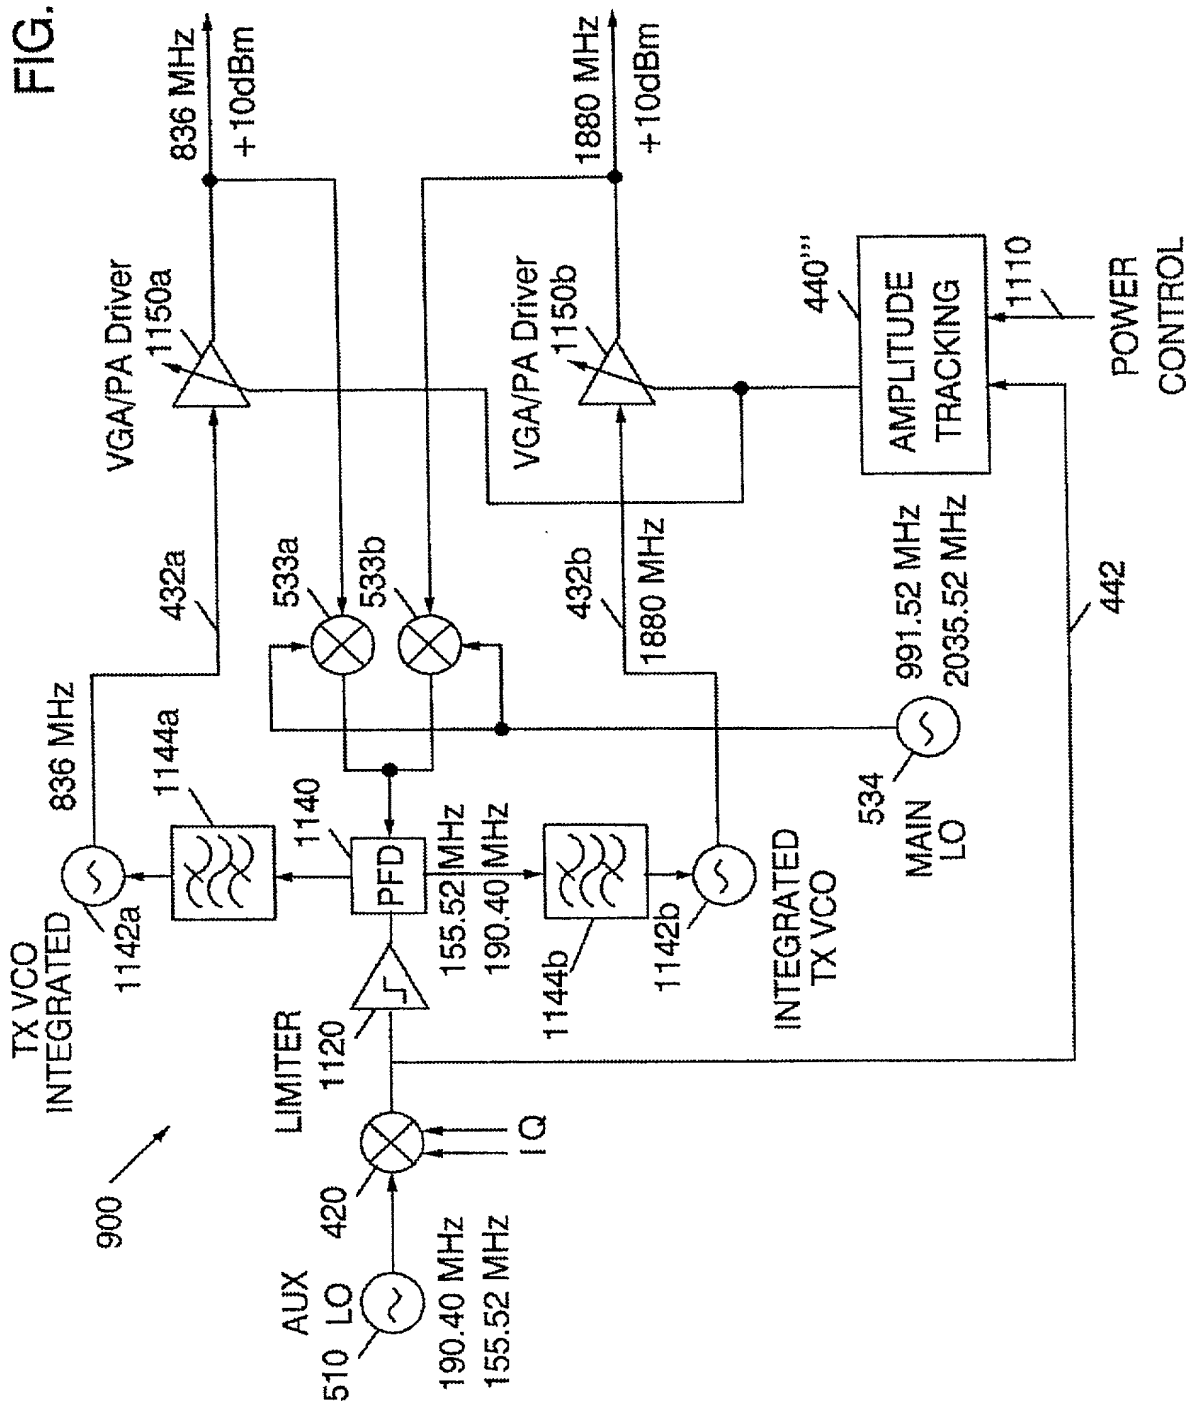 FIG.
900
AUX
LO
510
190.40 MHz
155.52 MHz
420
I Q
LIMITER
1120
TX VCO
INTEGRATED
1142a
836 MHz
1144a
1140
PFD
155.52 MHz
190.40 MHz
1144b
1142b
INTEGRATED
TX VCO
432a
533a
533b
432b
1880 MHz
534
MAIN
LO
991.52 MHz
2035.52 MHz
442
VGA/PA Driver
1150a
VGA/PA Driver
1150b
440'''
AMPLITUDE
TRACKING
1110
POWER
CONTROL
836 MHz
+10dBm
1880 MHz
+10dBm